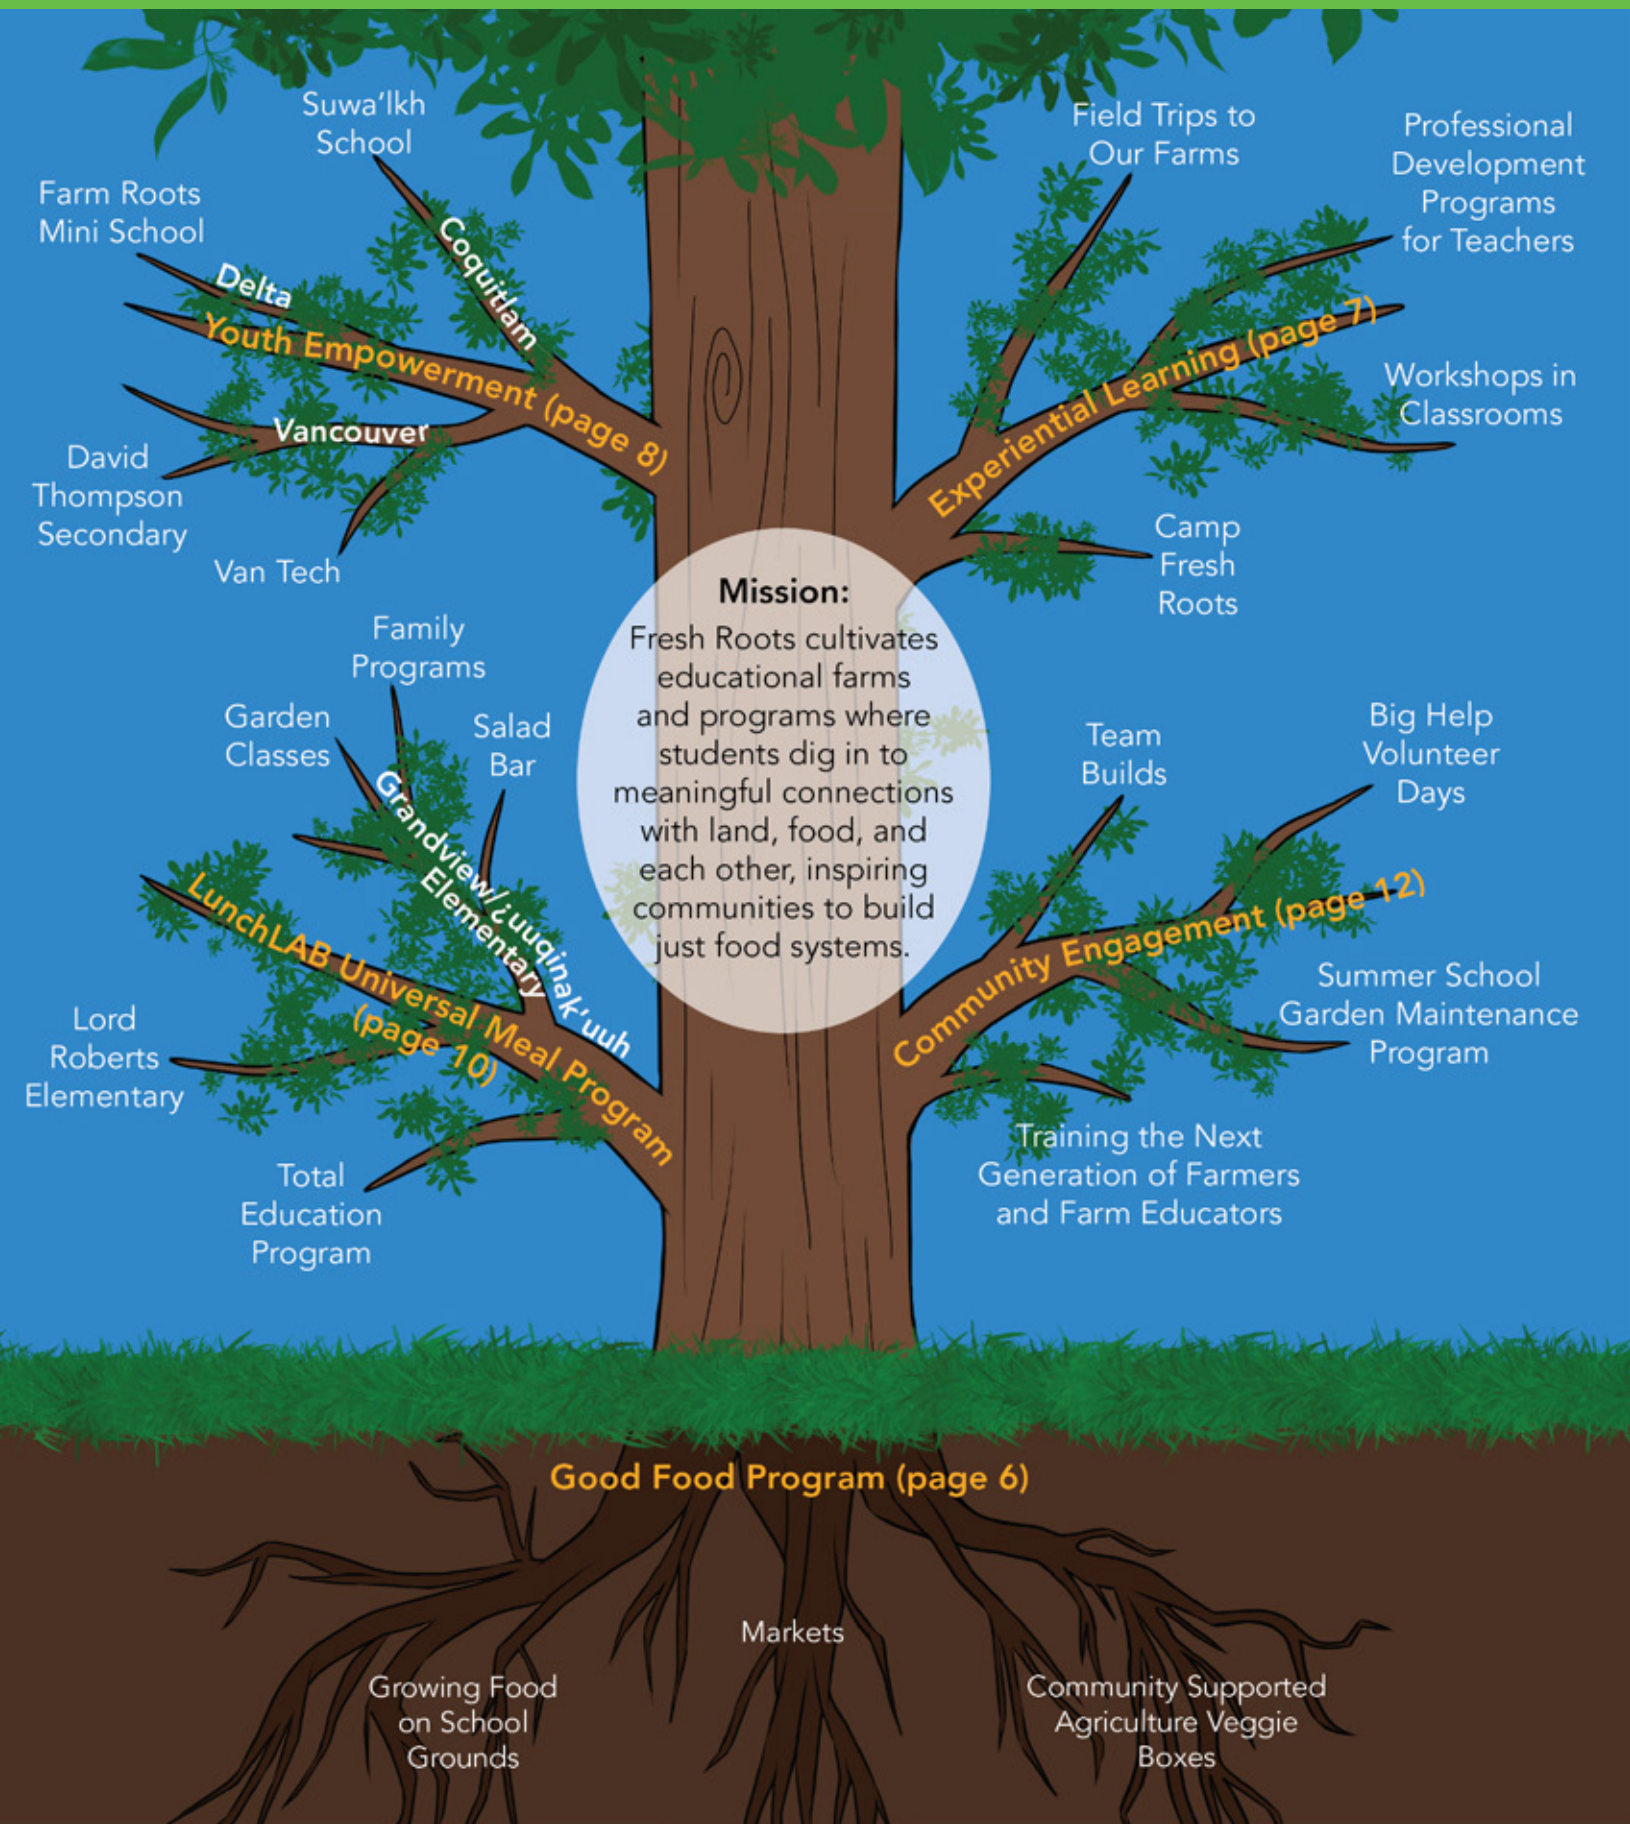 Suwa'lkh
School
Farm Roots
Mini School
Coquitlam
Delta
Youth Empowerment (page 8)
Vancouver
David
Thompson
Secondary
Van Tech
Field Trips to
Our Farms
Professional
Development
Programs
for Teachers
Experiential Learning (page 7)
Workshops in
Classrooms
Camp
Fresh
Roots
Mission:
Fresh Roots cultivates
educational farms
and programs where
students dig in to
meaningful connections
with land, food, and
each other, inspiring
communities to build
just food systems.
Family
Programs
Garden
Classes
Salad
Bar
Grandview/¿uuqinak'uuh
Elementary
LunchLAB Universal Meal Program
(page 10)
Lord
Roberts
Elementary
Total
Education
Program
Team
Builds
Big Help
Volunteer
Days
Community Engagement (page 12)
Summer School
Garden Maintenance
Program
Training the Next
Generation of Farmers
and Farm Educators
Good Food Program (page 6)
Markets
Growing Food
on School
Grounds
Community Supported
Agriculture Veggie
Boxes